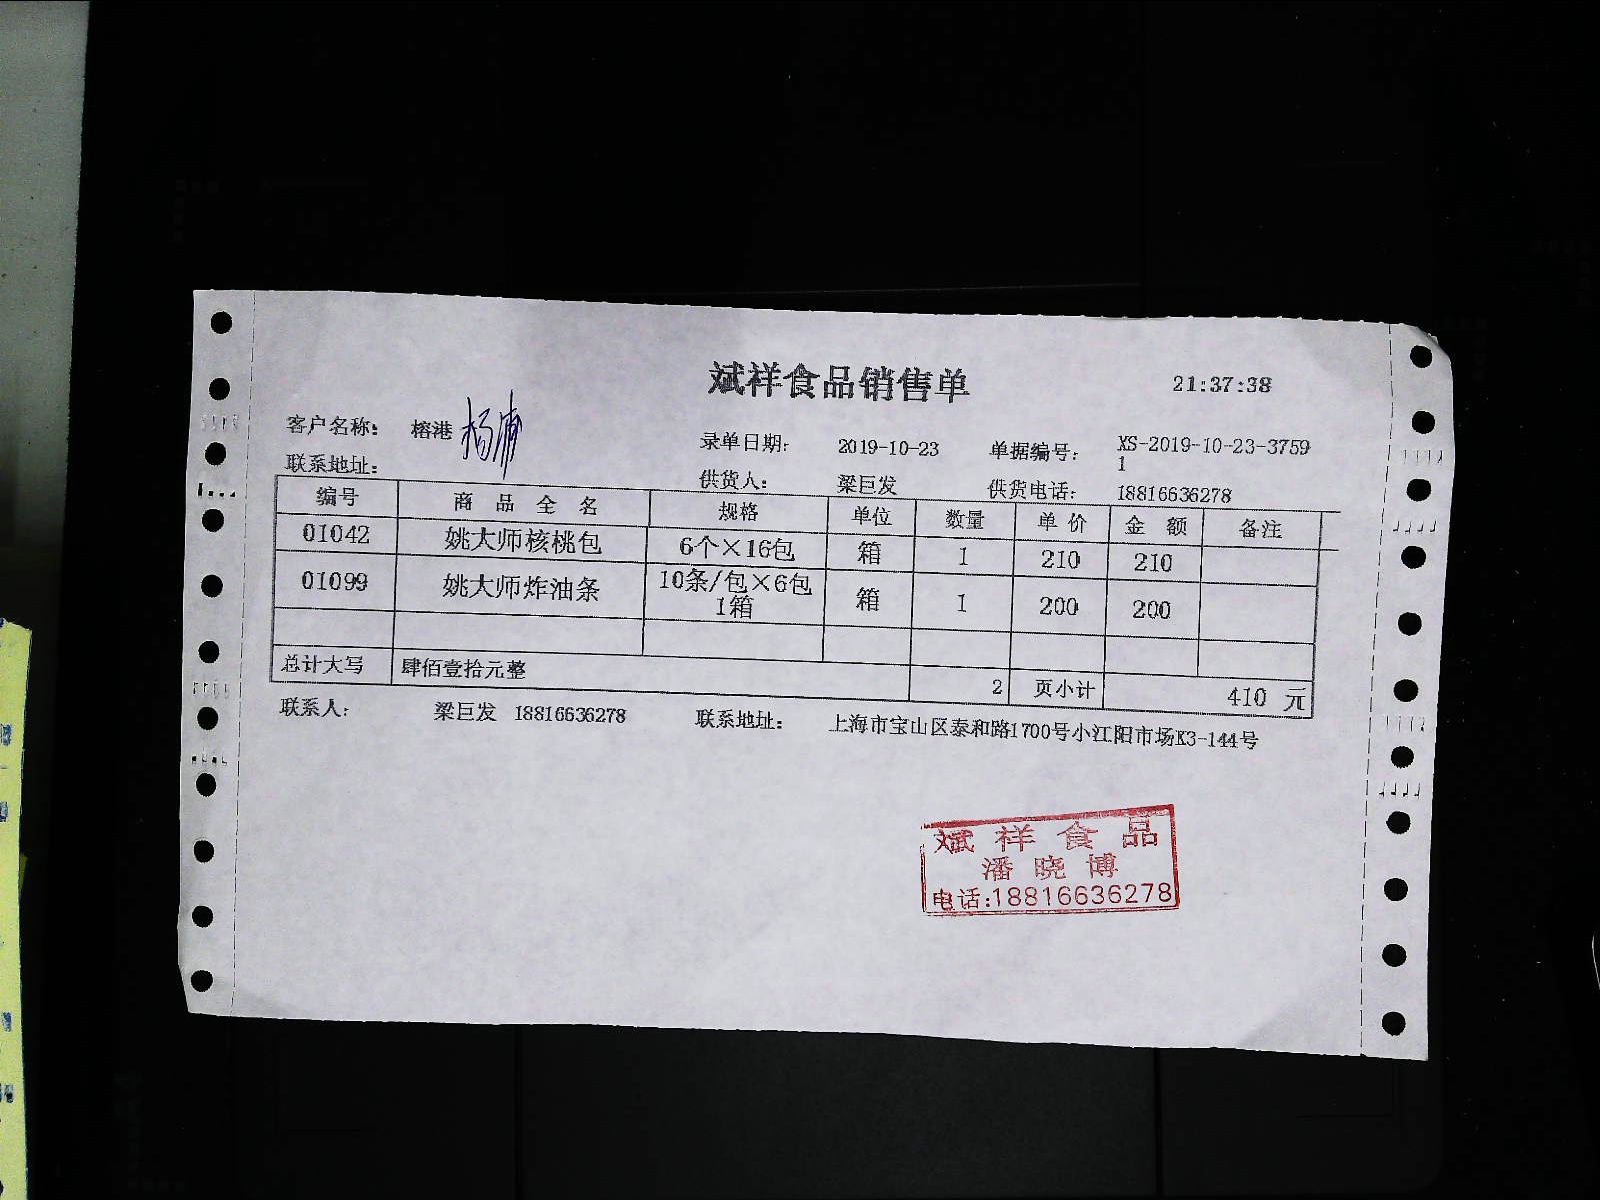 斌祥食品销售单 21:37:38
客户名称: 榕港 杨浦 录单日期: 2019-10-23 单据编号: XS-2019-10-23-3759
1
联系地址: 供货人: 梁巨发 供货电话: 18816636278
编号 商品全名 规格 单位 数量 单价 金额 备注
01042 姚大师核桃包 6个×16包 箱 1 210 210
01099 姚大师炸油条 10条/包×6包 箱 1 200 200
1箱
总计大写 肆佰壹拾元整 2 页小计 410 元
联系人: 梁巨发 18816636278 联系地址: 上海市宝山区泰和路1700号小江阳市场K3-144号
斌祥食品
潘晓博
电话:18816636278